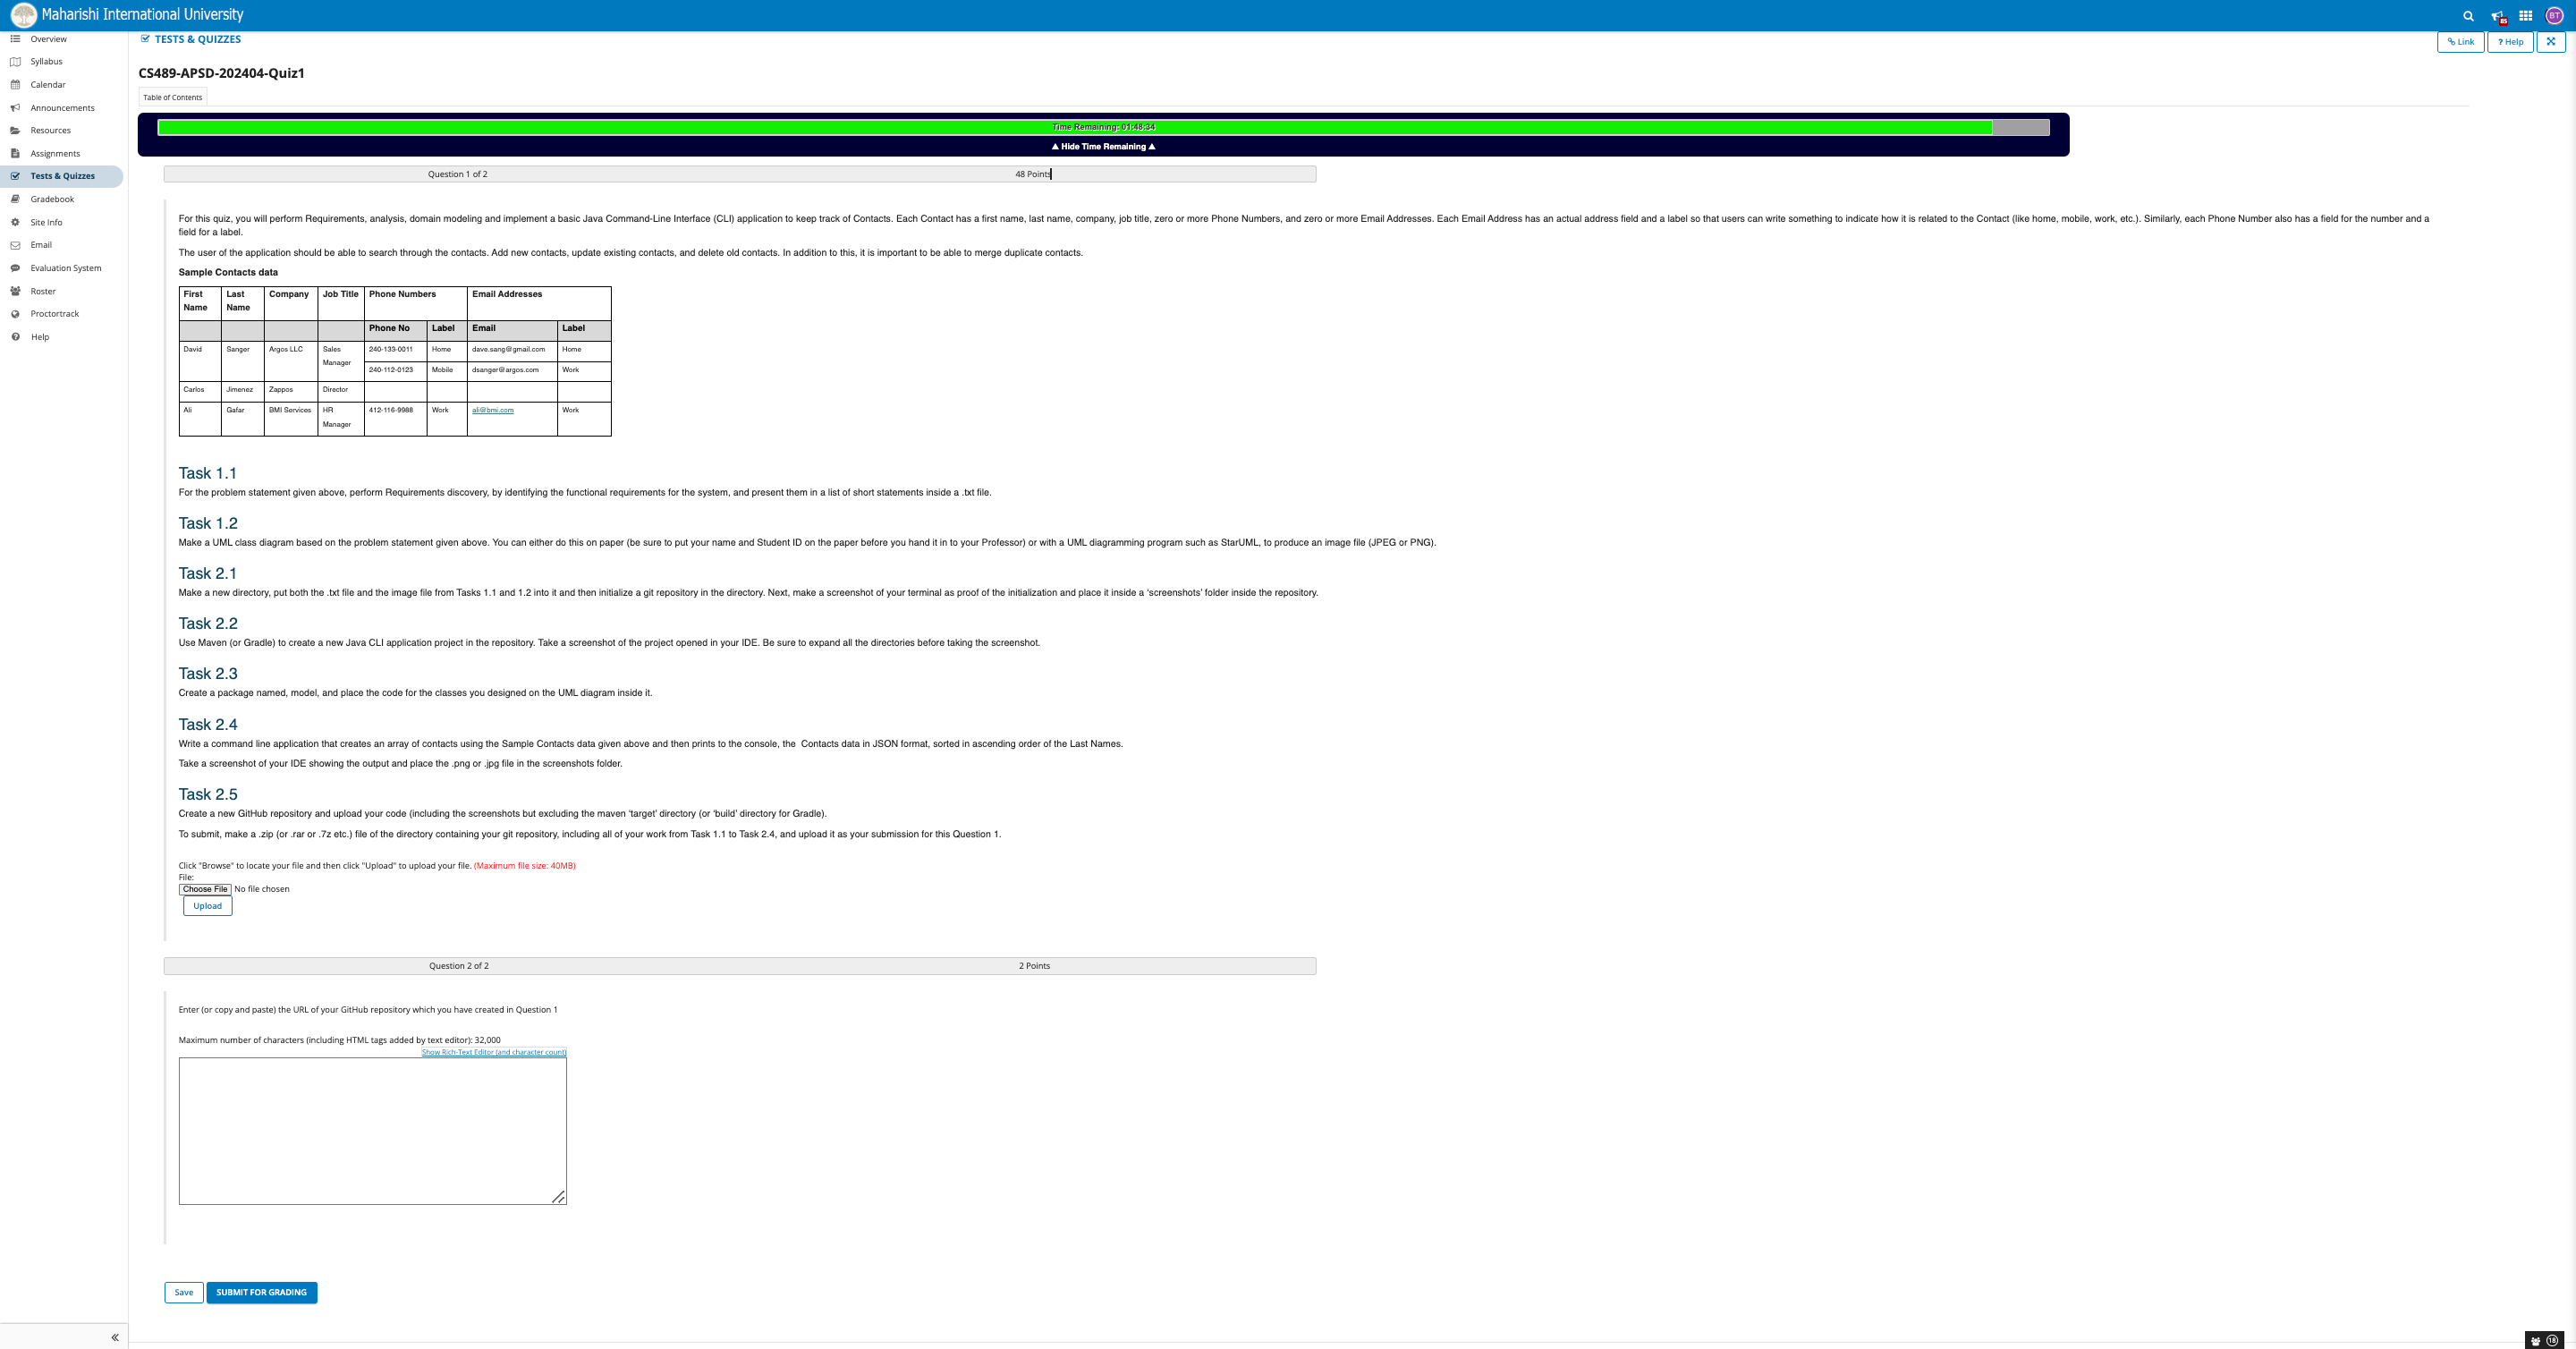 Maharishi International University
BT
Overview
Syllabus
Calendar
Announcements
Resources
Assignments
Tests & Quizzes
Gradebook
Site Info
Email
Evaluation System
Roster
Proctortrack
Help
TESTS & QUIZZES
Link
? Help
CS489-APSD-202404-Quiz1
Table of Contents
Time Remaining: 01:48:34
▲ Hide Time Remaining ▲
Question 1 of 2 48 Points
For this quiz, you will perform Requirements, analysis, domain modeling and implement a basic Java Command-Line Interface (CLI) application to keep track of Contacts. Each Contact has a first name, last name, company, job title, zero or more Phone Numbers, and zero or more Email Addresses. Each Email Address has an actual address field and a label so that users can write something to indicate how it is related to the Contact (like home, mobile, work, etc.). Similarly, each Phone Number also has a field for the number and a
field for a label.
The user of the application should be able to search through the contacts. Add new contacts, update existing contacts, and delete old contacts. In addition to this, it is important to be able to merge duplicate contacts.
Sample Contacts data
First Last Company Job Title Phone Numbers Email Addresses
Name Name
Phone No Label Email Label
David Sanger Argos LLC Sales 240-133-0011 Home dave.sang@gmail.com Home
Manager
240-112-0123 Mobile dsanger@argos.com Work
Carlos Jimenez Zappos Director
Ali Gafar BMI Services HR 412-116-9988 Work ali@bmi.com Work
Manager
Task 1.1
For the problem statement given above, perform Requirements discovery, by identifying the functional requirements for the system, and present them in a list of short statements inside a .txt file.
Task 1.2
Make a UML class diagram based on the problem statement given above. You can either do this on paper (be sure to put your name and Student ID on the paper before you hand it in to your Professor) or with a UML diagramming program such as StarUML, to produce an image file (JPEG or PNG).
Task 2.1
Make a new directory, put both the .txt file and the image file from Tasks 1.1 and 1.2 into it and then initialize a git repository in the directory. Next, make a screenshot of your terminal as proof of the initialization and place it inside a ‘screenshots’ folder inside the repository.
Task 2.2
Use Maven (or Gradle) to create a new Java CLI application project in the repository. Take a screenshot of the project opened in your IDE. Be sure to expand all the directories before taking the screenshot.
Task 2.3
Create a package named, model, and place the code for the classes you designed on the UML diagram inside it.
Task 2.4
Write a command line application that creates an array of contacts using the Sample Contacts data given above and then prints to the console, the Contacts data in JSON format, sorted in ascending order of the Last Names.
Take a screenshot of your IDE showing the output and place the .png or .jpg file in the screenshots folder.
Task 2.5
Create a new GitHub repository and upload your code (including the screenshots but excluding the maven ‘target’ directory (or ‘build’ directory for Gradle).
To submit, make a .zip (or .rar or .7z etc.) file of the directory containing your git repository, including all of your work from Task 1.1 to Task 2.4, and upload it as your submission for this Question 1.
Click "Browse" to locate your file and then click "Upload" to upload your file. (Maximum file size: 40MB)
File:
Choose File No file chosen
Upload
Question 2 of 2 2 Points
Enter (or copy and paste) the URL of your GitHub repository which you have created in Question 1
Maximum number of characters (including HTML tags added by text editor): 32,000
Show Rich-Text Editor (and character count)
Save SUBMIT FOR GRADING
18